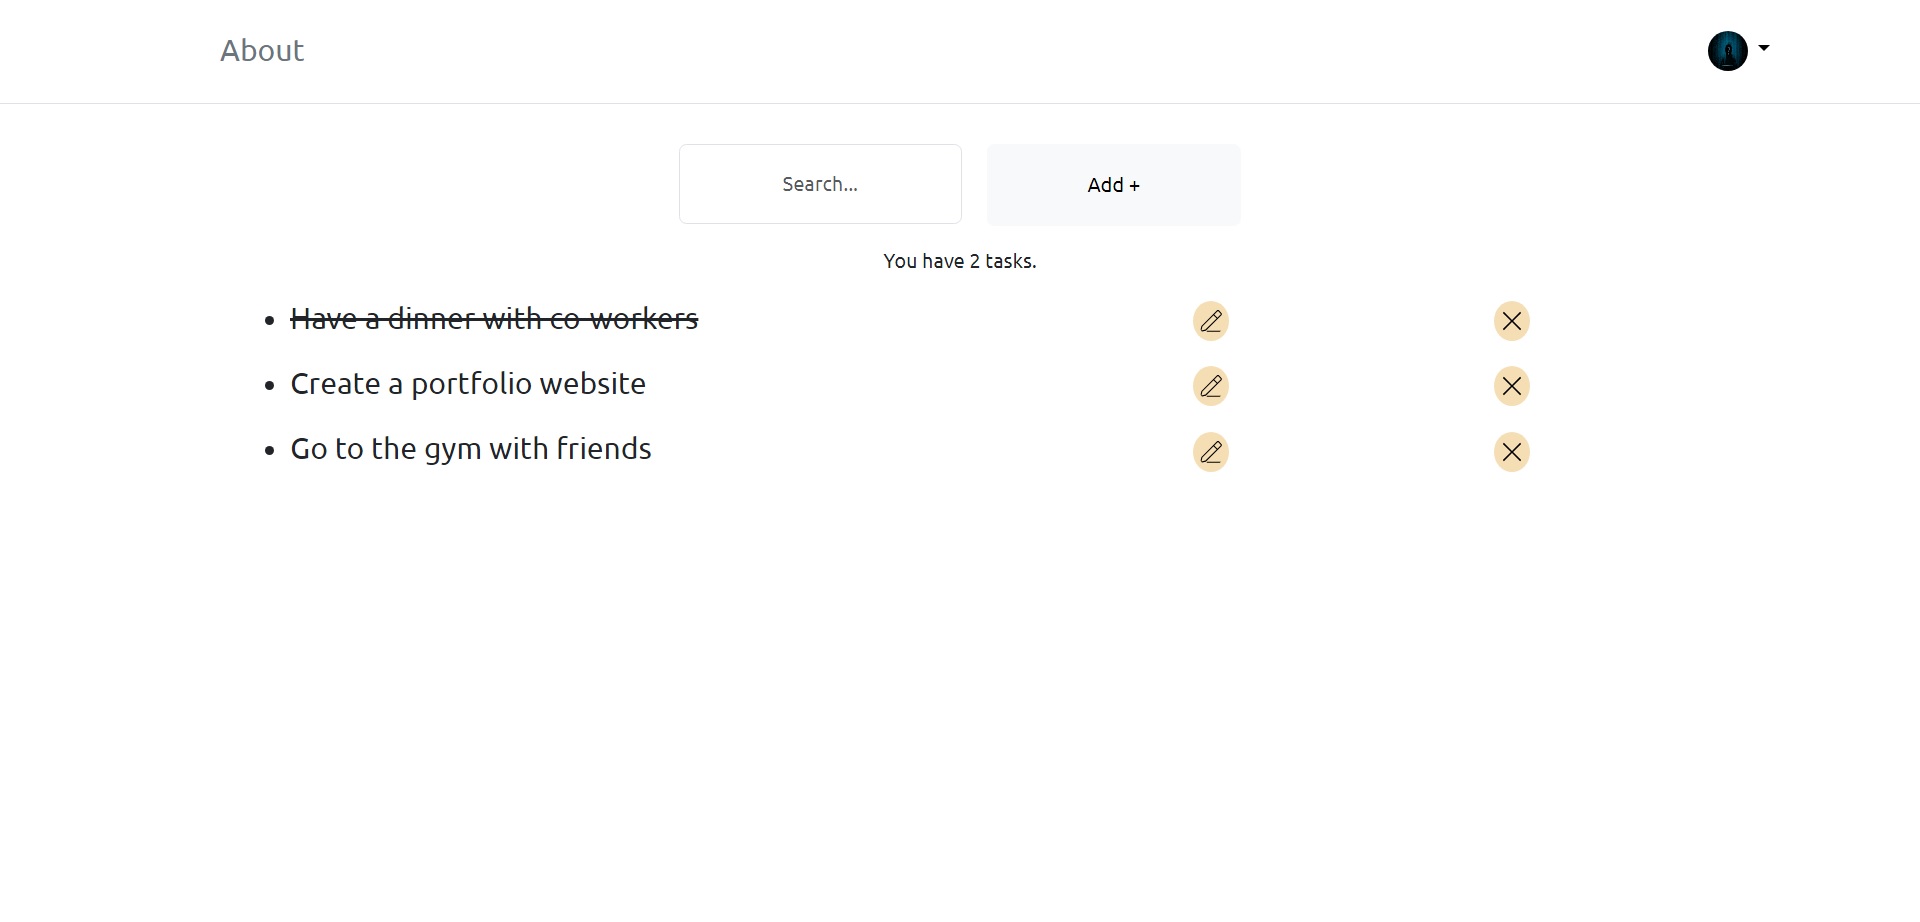 About
Search...
Add +
You have 2 tasks.
Have a dinner with co-workers
Create a portfolio website
Go to the gym with friends